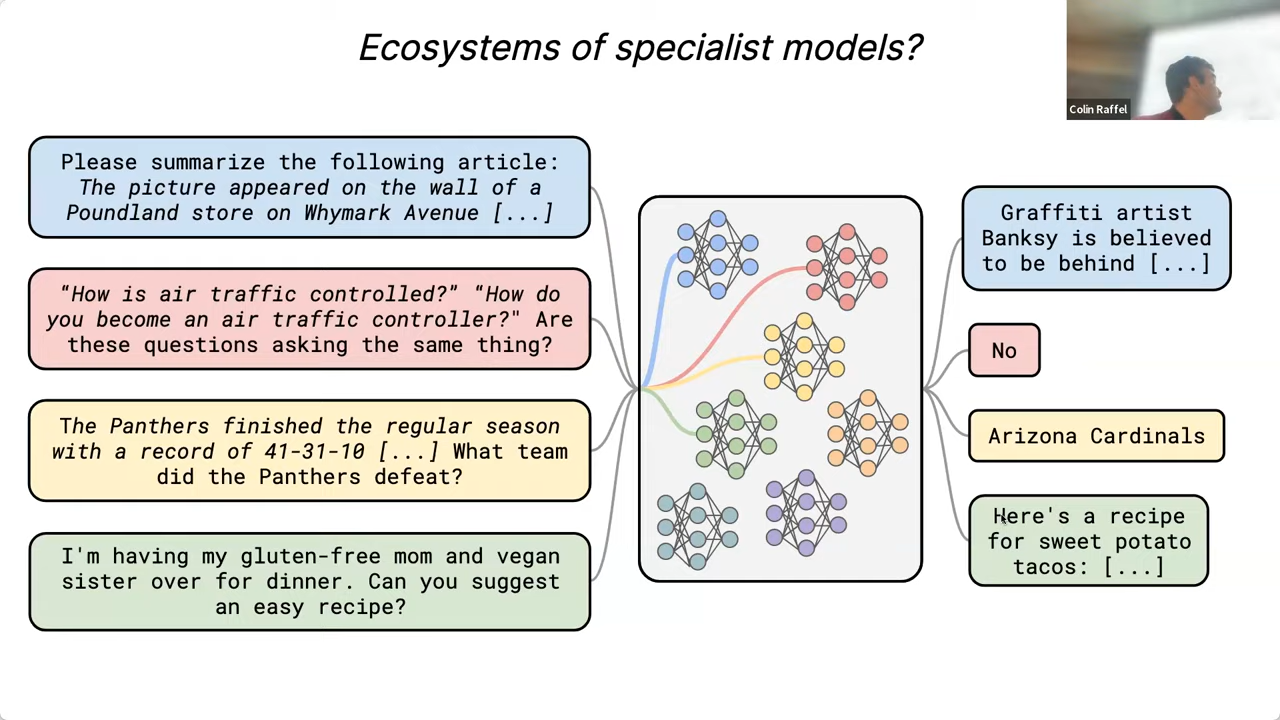 Ecosystems of specialist models?
Colin Raffel
Please summarize the following article:
The picture appeared on the wall of a
Poundland store on Whymark Avenue [...]
“How is air traffic controlled?” “How do
you become an air traffic controller?" Are
these questions asking the same thing?
The Panthers finished the regular season
with a record of 41-31-10 [...] What team
did the Panthers defeat?
I'm having my gluten-free mom and vegan
sister over for dinner. Can you suggest
an easy recipe?
Graffiti artist
Banksy is believed
to be behind [...]
No
Arizona Cardinals
Here's a recipe
for sweet potato
tacos: [...]